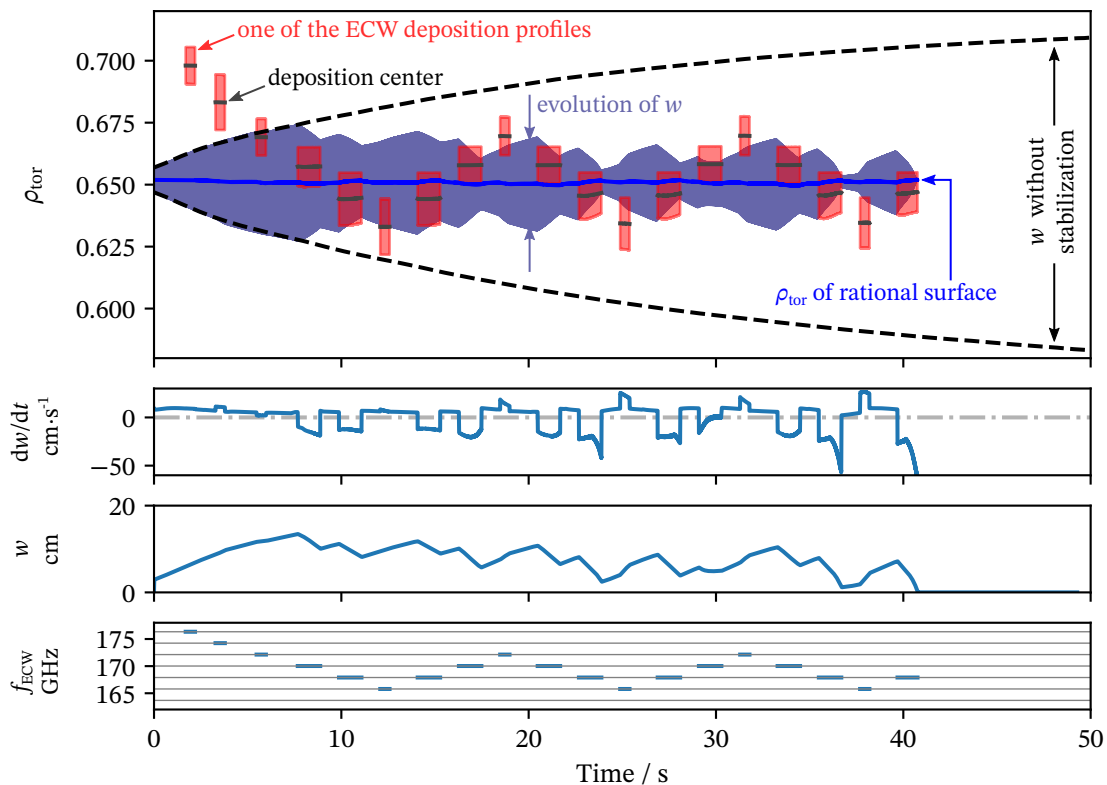 one of the ECW deposition profiles
deposition center
evolution of w
w without
stabilization
ρtor of rational surface
ρtor
0.700
0.675
0.650
0.625
0.600
dw/dt
cm·s⁻¹
0
−50
w
cm
20
0
fECW
GHz
175
170
165
0
10
20
30
40
50
Time / s